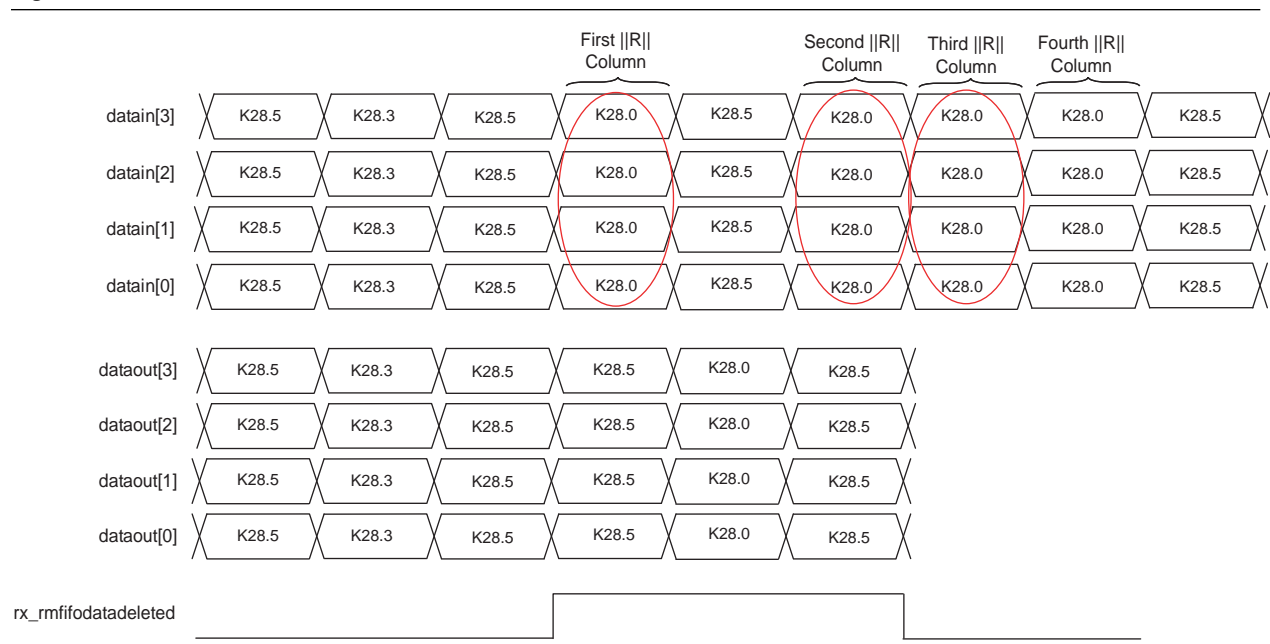 First ||R|| Column
Second ||R|| Column
Third ||R|| Column
Fourth ||R|| Column
datain[3] K28.5 K28.3 K28.5 K28.0 K28.5 K28.0 K28.0 K28.0 K28.5
datain[2] K28.5 K28.3 K28.5 K28.0 K28.5 K28.0 K28.0 K28.0 K28.5
datain[1] K28.5 K28.3 K28.5 K28.0 K28.5 K28.0 K28.0 K28.0 K28.5
datain[0] K28.5 K28.3 K28.5 K28.0 K28.5 K28.0 K28.0 K28.0 K28.5
dataout[3] K28.5 K28.3 K28.5 K28.5 K28.0 K28.5
dataout[2] K28.5 K28.3 K28.5 K28.5 K28.0 K28.5
dataout[1] K28.5 K28.3 K28.5 K28.5 K28.0 K28.5
dataout[0] K28.5 K28.3 K28.5 K28.5 K28.0 K28.5
rx_rmfifodatadeleted